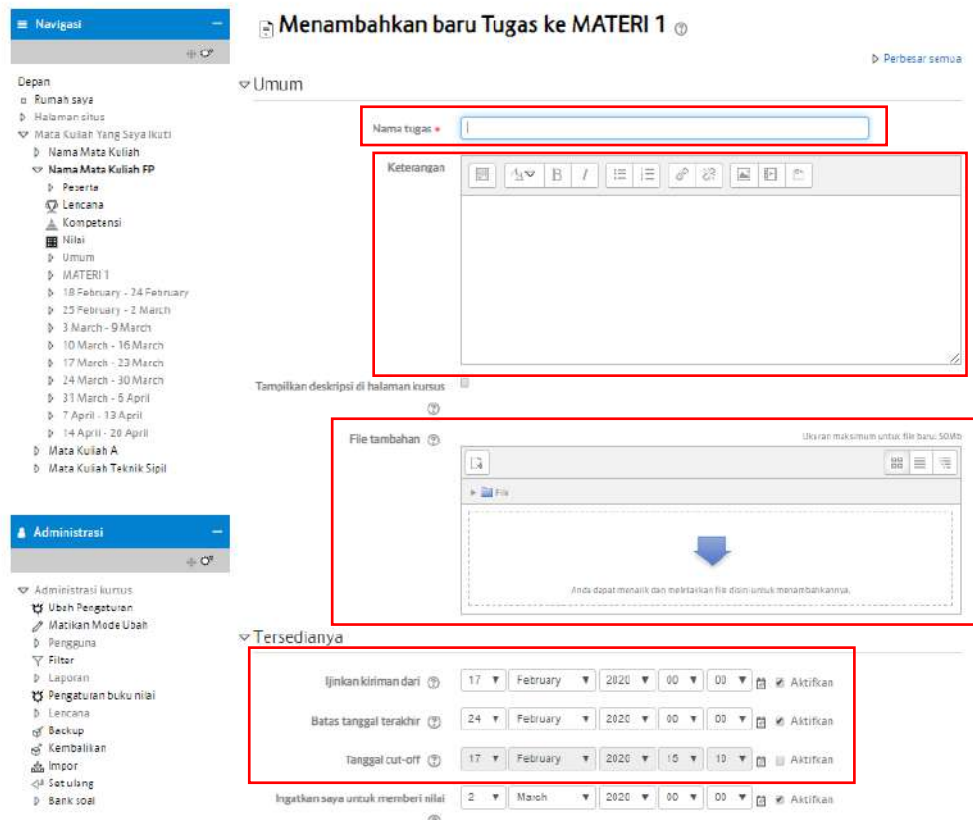 Navigasi
Depan
Rumah saya
Halaman situs
Mata Kuliah Yang Saya Ikuti
Nama Mata Kuliah
Nama Mata Kuliah FP
Peserta
Lencana
Kompetensi
Nilai
Umum
MATERI 1
18 February - 24 February
25 February - 2 March
3 March - 9 March
10 March - 16 March
17 March - 23 March
24 March - 30 March
31 March - 6 April
7 April - 13 April
14 April - 20 April
Mata Kuliah A
Mata Kuliah Teknik Sipil
Administrasi
Administrasi kursus
Ubah Pengaturan
Matikan Mode Ubah
Pengguna
Filter
Laporan
Pengaturan buku nilai
Lencana
Backup
Kembalikan
Impor
Set ulang
Bank soal
Menambahkan baru Tugas ke MATERI 1
Perbesar semua
Umum
Nama tugas
Keterangan
Tampilkan deskripsi di halaman kursus
File tambahan
Ukuran maksimum untuk file baru: 50Mb
File
Anda dapat menarik dan meletakkan file disini untuk menambahkannya.
Tersedianya
Ijinkan kiriman dari 17 February 2020 00 00 Aktifkan
Batas tanggal terakhir 24 February 2020 00 00 Aktifkan
Tanggal cut-off 17 February 2020 15 10 Aktifkan
Ingatkan saya untuk memberi nilai 2 March 2020 00 00 Aktifkan